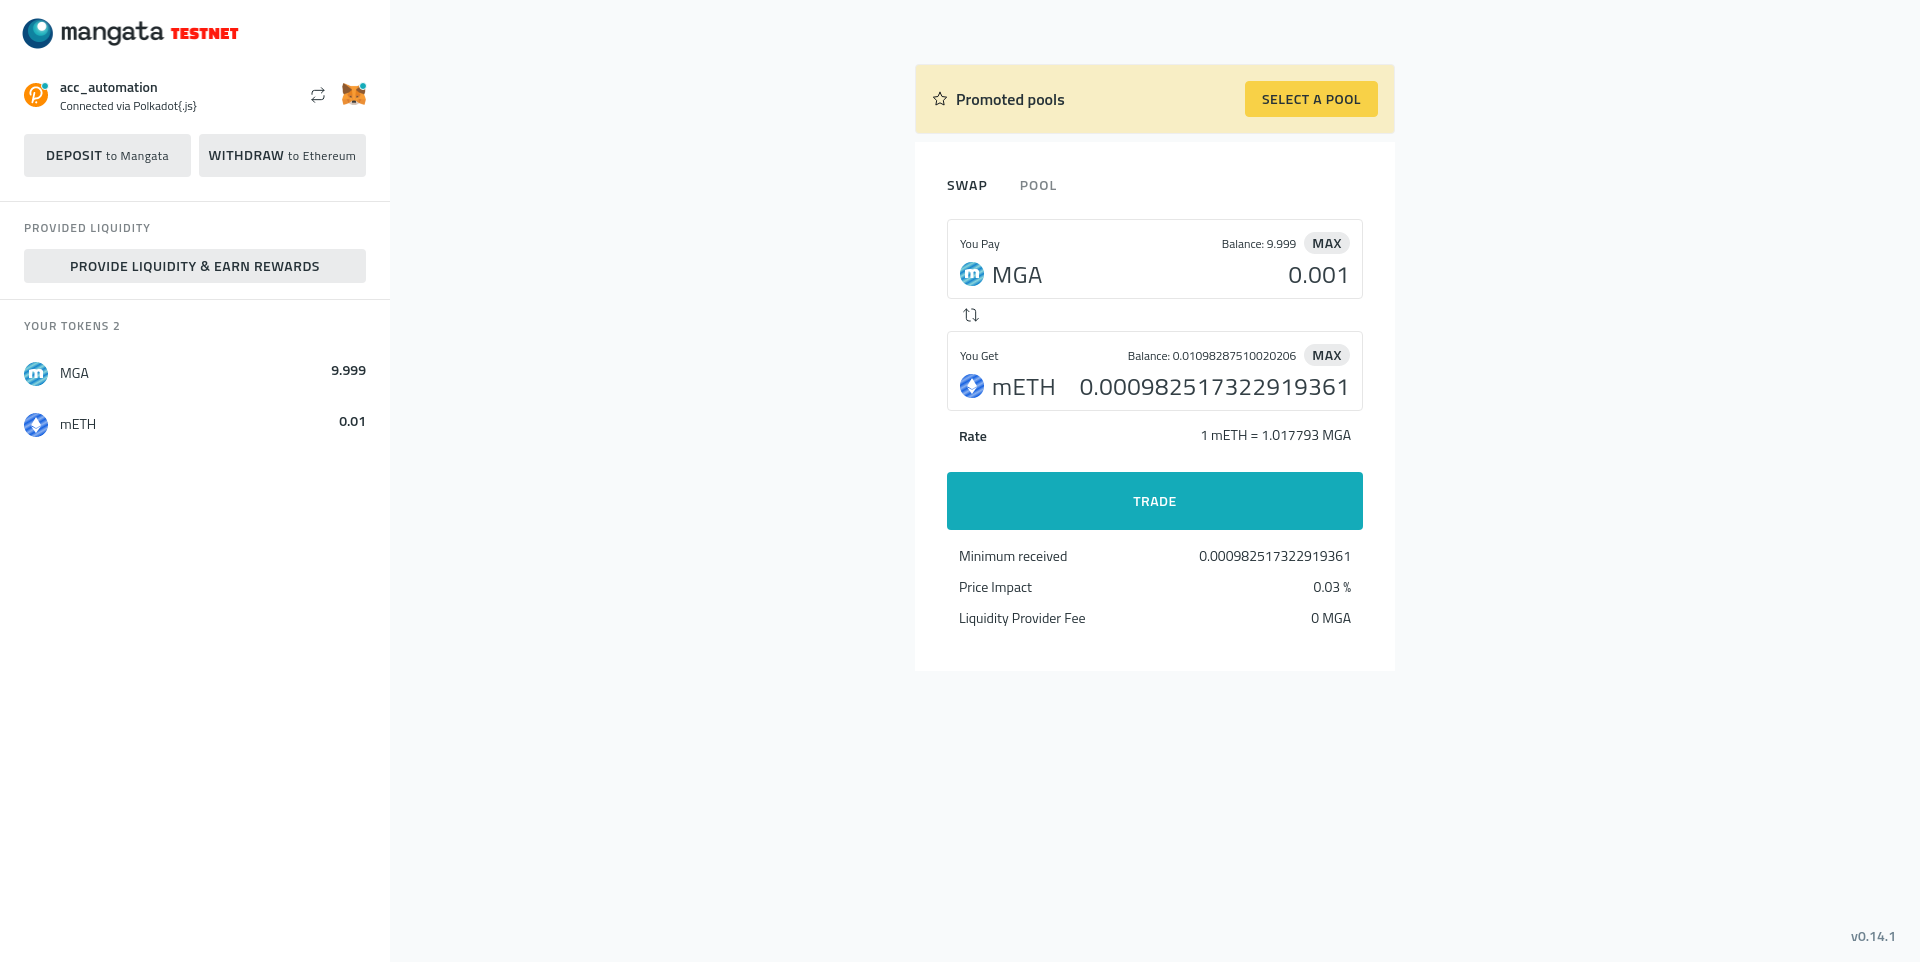 mangata TESTNET
acc_automation
Connected via Polkadot{.js}
DEPOSIT to Mangata
WITHDRAW to Ethereum
PROVIDED LIQUIDITY
PROVIDE LIQUIDITY & EARN REWARDS
YOUR TOKENS 2
MGA 9.999
mETH 0.01
Promoted pools
SELECT A POOL
SWAP POOL
You Pay Balance: 9.999 MAX
MGA 0.001
You Get Balance: 0.01098287510020206 MAX
mETH 0.000982517322919361
Rate 1 mETH = 1.017793 MGA
TRADE
Minimum received 0.000982517322919361
Price Impact 0.03 %
Liquidity Provider Fee 0 MGA
v0.14.1